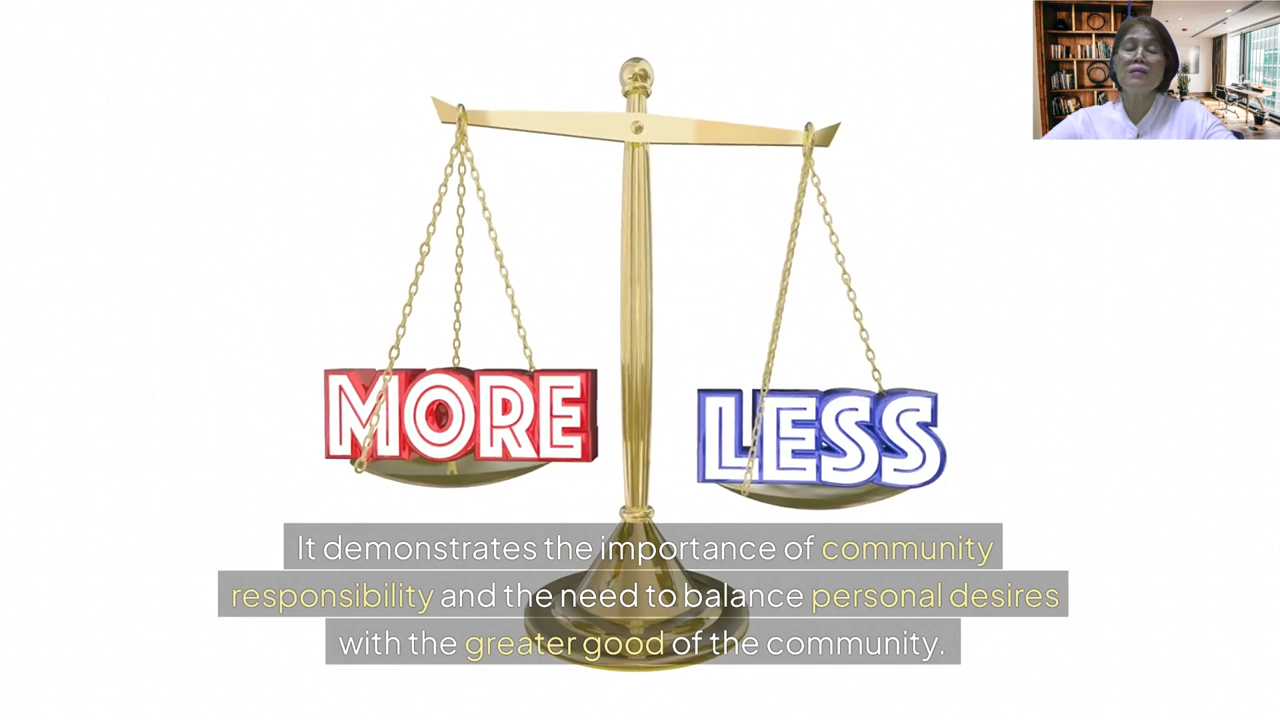 MORE
LESS
It demonstrates the importance of community
responsibility and the need to balance personal desires
with the greater good of the community.